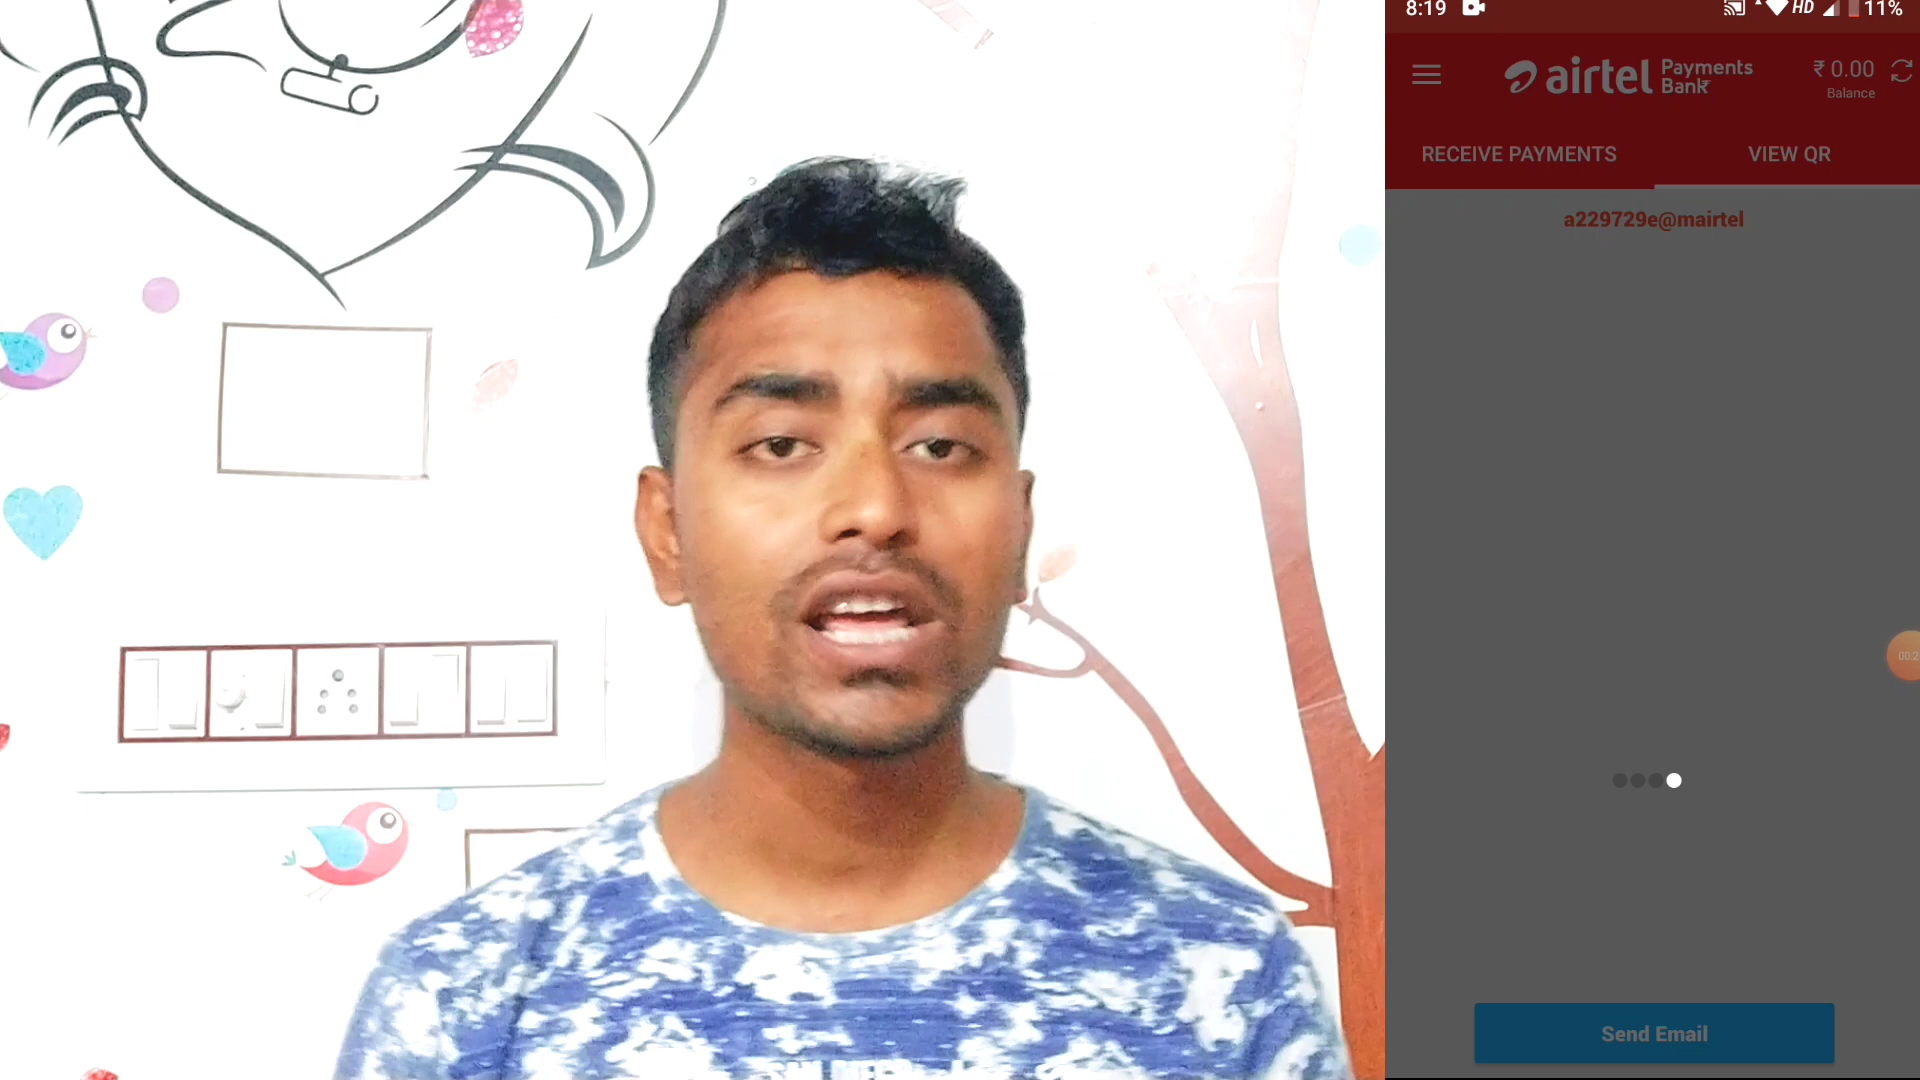 8:19 HD 11%
airtel Payments Bank
₹ 0.00
Balance
RECEIVE PAYMENTS VIEW QR
a229729e@mairtel
Send Email